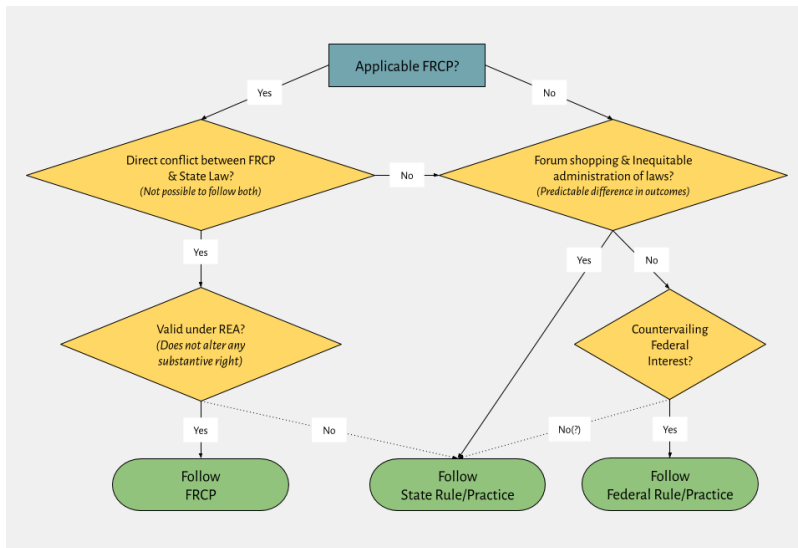 Applicable FRCP?
Yes
No
Direct conflict between FRCP
& State Law?
(Not possible to follow both)
No
Forum shopping & Inequitable
administration of laws?
(Predictable difference in outcomes)
Yes
Yes
No
Valid under REA?
(Does not alter any
substantive right)
Countervailing
Federal
Interest?
Yes
No
No(?)
Yes
Follow
FRCP
Follow
State Rule/Practice
Follow
Federal Rule/Practice